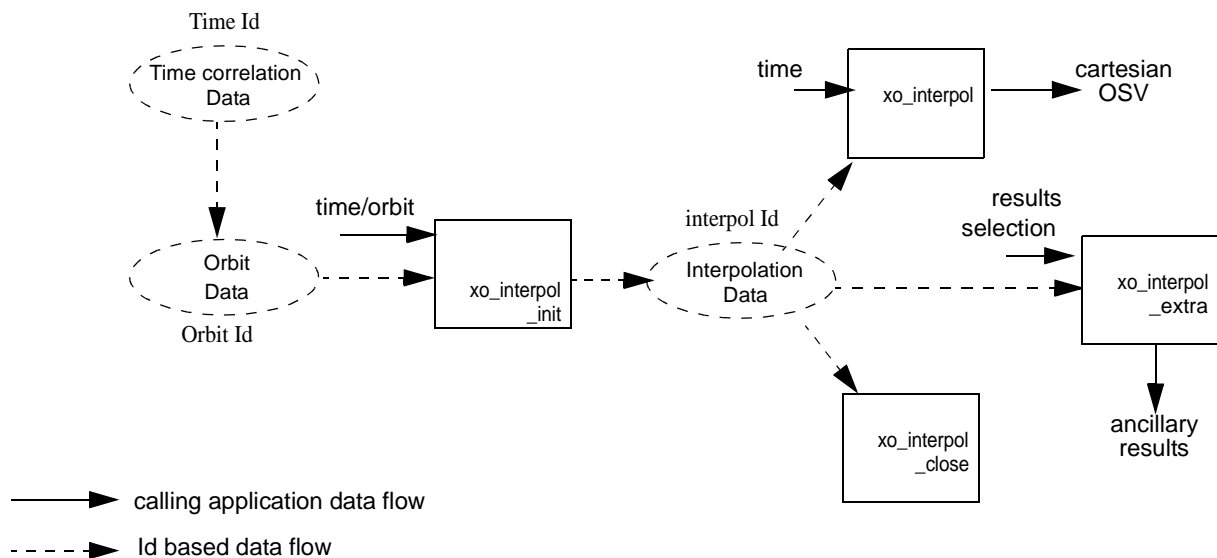 Time Id
Time correlation
Data
time
xo_interpol
cartesian
OSV
time/orbit
interpol Id
results
selection
Orbit
Data
Orbit Id
xo_interpol
_init
Interpolation
Data
xo_interpol
_extra
xo_interpol
_close
ancillary
results
calling application data flow
Id based data flow